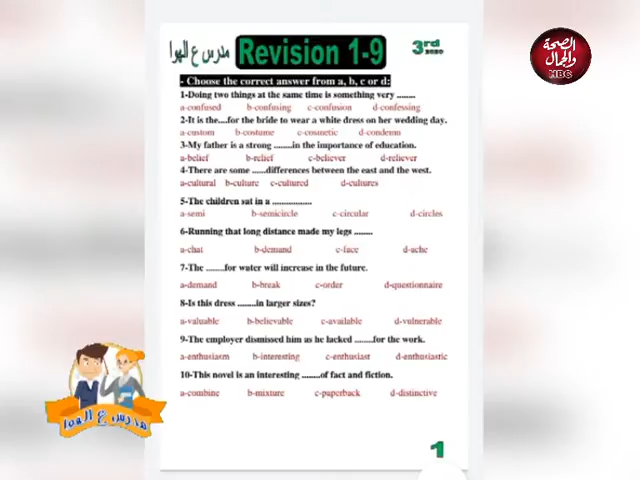 مدرس ع الهوا
Revision 1-9
3rd
2020
الصحة
والجمال
NBC
- Choose the correct answer from a, b, c or d:
1-Doing two things at the same time is something very ........
a-confused b-confusing c-confusion d-confessing
2-It is the....for the bride to wear a white dress on her wedding day.
a-custom b-costume c-cosmetic d-condemn
3-My father is a strong ........in the importance of education.
a-belief b-relief c-believer d-reliever
4-There are some ......differences between the east and the west.
a-cultural b-culture c-cultured d-cultures
5-The children sat in a .................
a-semi b-semicircle c-circular d-circles
6-Running that long distance made my legs ........
a-chat b-demand c-face d-ache
7-The ........for water will increase in the future.
a-demand b-break c-order d-questionnaire
8-Is this dress ........in larger sizes?
a-valuable b-believable c-available d-vulnerable
9-The employer dismissed him as he lacked ........for the work.
a-enthusiasm b-interesting c-enthusiast d-enthusiastic
10-This novel is an interesting ........of fact and fiction.
a-combine b-mixture c-paperback d-distinctive
مدرس ع الهوا
1